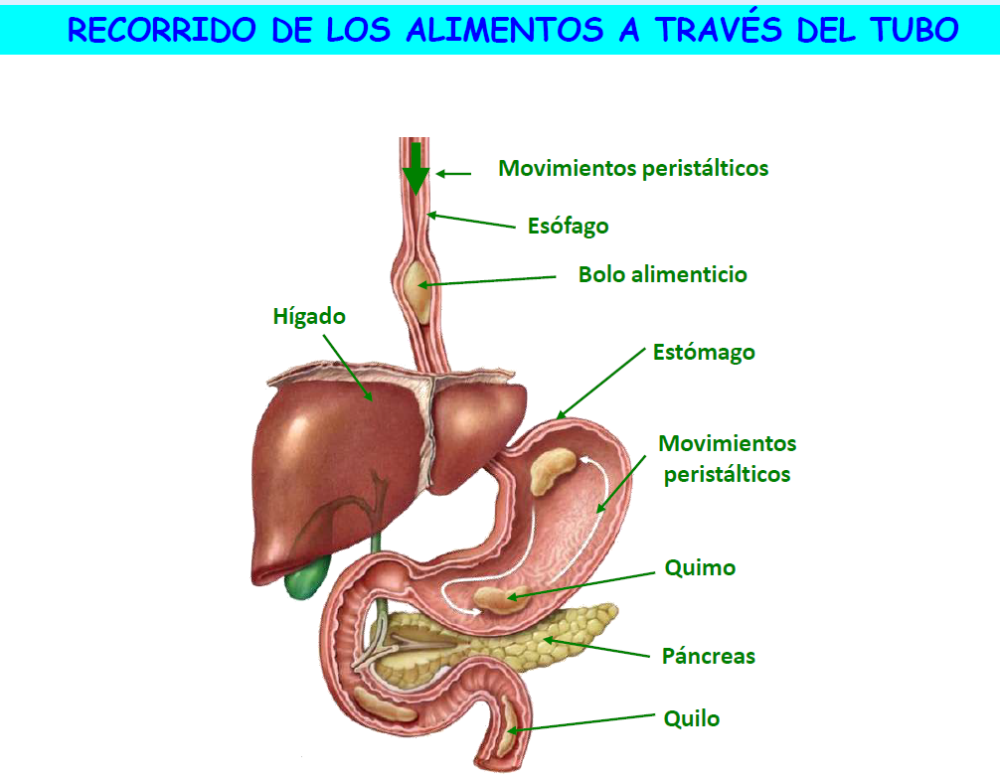 RECORRIDO DE LOS ALIMENTOS A TRAVÉS DEL TUBO
Movimientos peristálticos
Esófago
Bolo alimenticio
Hígado
Estómago
Movimientos
peristálticos
Quimo
Páncreas
Quilo